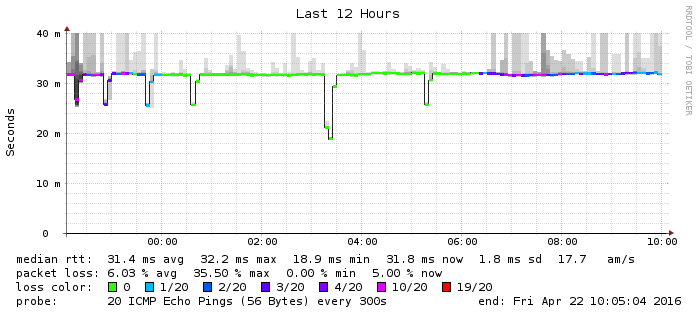 Last 12 Hours
RRDTOOL / TOBI OETIKER
Seconds
40 m
30 m
20 m
10 m
0
00:00 02:00 04:00 06:00 08:00 10:00
median rtt: 31.4 ms avg 32.2 ms max 18.9 ms min 31.8 ms now 1.8 ms sd 17.7 am/s
packet loss: 6.03 % avg 35.50 % max 0.00 % min 5.00 % now
loss color: 0 1/20 2/20 3/20 4/20 10/20 19/20
probe: 20 ICMP Echo Pings (56 Bytes) every 300s end: Fri Apr 22 10:05:04 2016